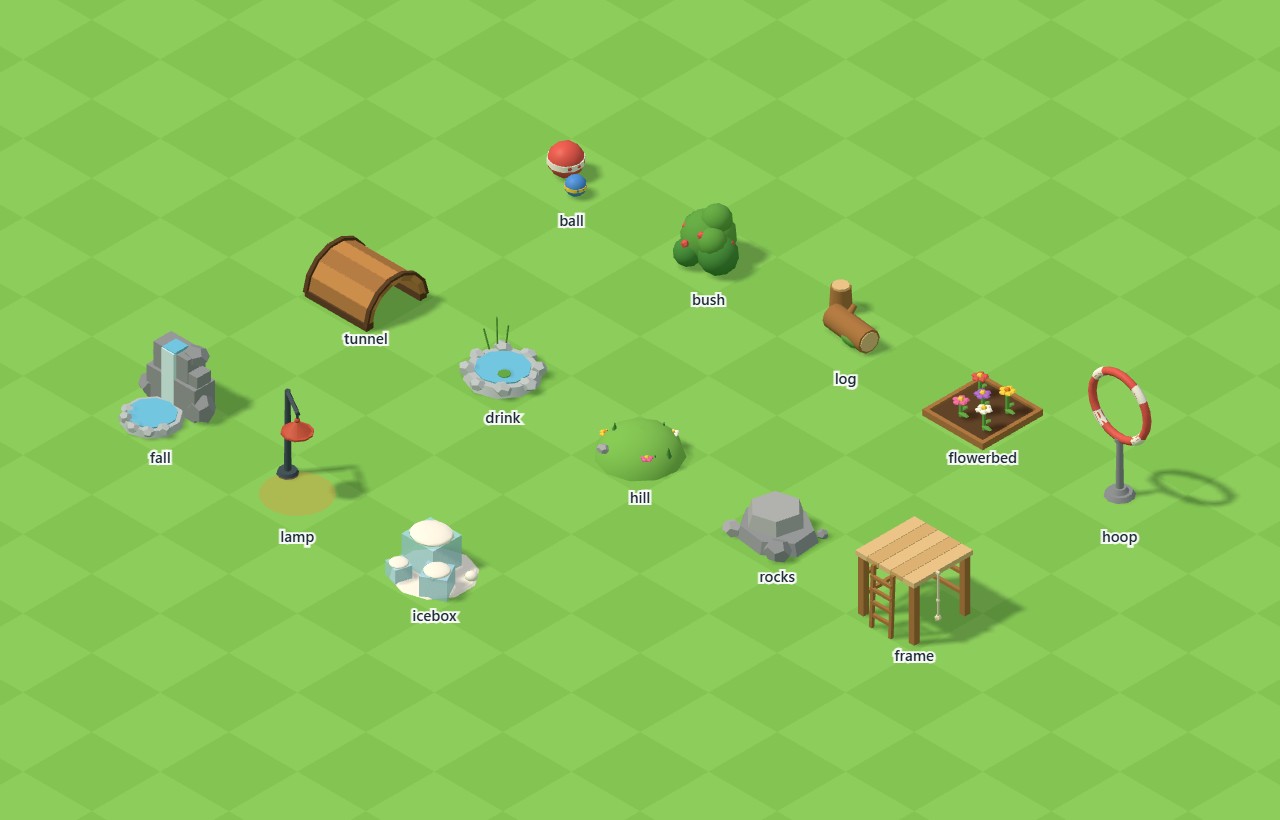 ball
bush
tunnel
log
drink
fall
flowerbed
hill
lamp
hoop
rocks
icebox
frame